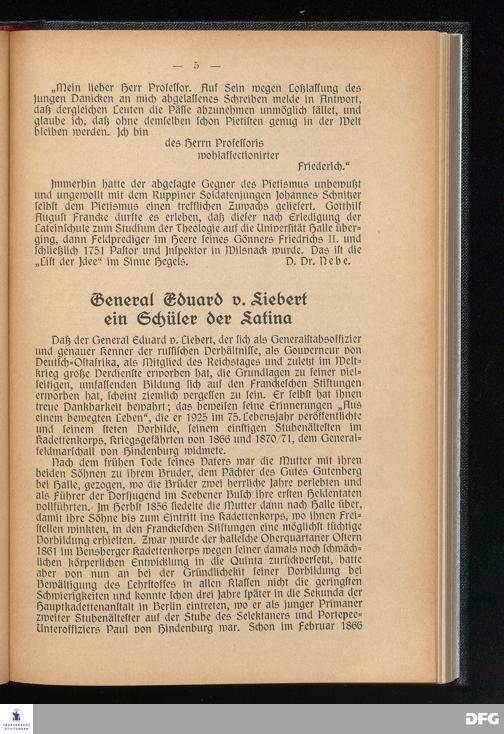 — 5 —
„Mein lieber Herr Professor. Auf Sein wegen Loßlassung des
jungen Danicken an mich abgelassenes Schreiben melde in Antwort,
daß dergleichen Leuten die Pässe abzunehmen unmöglich fället, und
glaube ich, daß ohne demselben schon Pietisten genug in der Welt
bleiben werden. Ich bin
des Herrn Professoris
wohlaffectionirter
Friederich.“
Immerhin hatte der abgesagte Gegner des Pietismus unbewußt
und ungewollt mit dem Ruppiner Soldatenjungen Johannes Schnitzer
selbst dem Pietismus einen trefflichen Zuwachs geliefert. Gotthilf
August Francke durfte es erleben, daß dieser nach Erledigung der
Lateinschule zum Studium der Theologie auf die Universität Halle über-
ging, dann Feldprediger im Heere seines Gönners Friedrichs II. und
schließlich 1751 Pastor und Inspektor in Wilsnack wurde. Das ist die
„List der Idee“ im Sinne Hegels. D. Dr. Nebe.
General Eduard v. Liebert
ein Schüler der Latina
Daß der General Eduard v. Liebert, der sich als Generalstabsoffizier
und genauer Kenner der russischen Verhältnisse, als Gouverneur von
Deutsch-Ostafrika, als Mitglied des Reichstages und zuletzt im Welt-
krieg große Verdienste erworben hat, die Grundlagen zu seiner viel-
seitigen, umfassenden Bildung sich auf den Franckeschen Stiftungen
erworben hat, scheint ziemlich vergessen zu sein. Er selbst hat ihnen
treue Dankbarkeit bewahrt; das beweisen seine Erinnerungen „Aus
einem bewegten Leben“, die er 1925 im 75. Lebensjahr veröffentlichte
und seinem steten Vorbilde, seinem einstigen Stubenältesten im
Kadettenkorps, Kriegsgefährten von 1866 und 1870/71, dem General-
feldmarschall von Hindenburg widmete.
Nach dem frühen Tode seines Vaters war die Mutter mit ihren
beiden Söhnen zu ihrem Bruder, dem Pächter des Gutes Gutenberg
bei Halle, gezogen, wo die Brüder zwei herrliche Jahre verlebten und
als Führer der Dorfjugend im Seebener Busch ihre ersten Heldentaten
vollführten. Im Herbst 1856 siedelte die Mutter dann nach Halle über,
damit ihre Söhne bis zum Eintritt ins Kadettenkorps, wo ihnen Frei-
stellen winkten, in den Franckeschen Stiftungen eine möglichst tüchtige
Vorbildung erhielten. Zwar wurde der hallesche Oberquartaner Ostern
1861 im Bensberger Kadettenkorps wegen seiner damals noch schwäch-
lichen körperlichen Entwicklung in die Quinta zurückversetzt, hatte
aber von nun an bei der Gründlichkeit seiner Vorbildung bei
Bewältigung des Lehrstoffes in allen Klassen nicht die geringsten
Schwierigkeiten und konnte schon drei Jahre später in die Sekunda der
Hauptkadettenanstalt in Berlin eintreten, wo er als junger Primaner
zweiter Stubenältester auf der Stube des Selektaners und Portepee-
Unteroffiziers Paul von Hindenburg war. Schon im Februar 1866
FRANCKESCHE
STIFTUNGEN
DFG